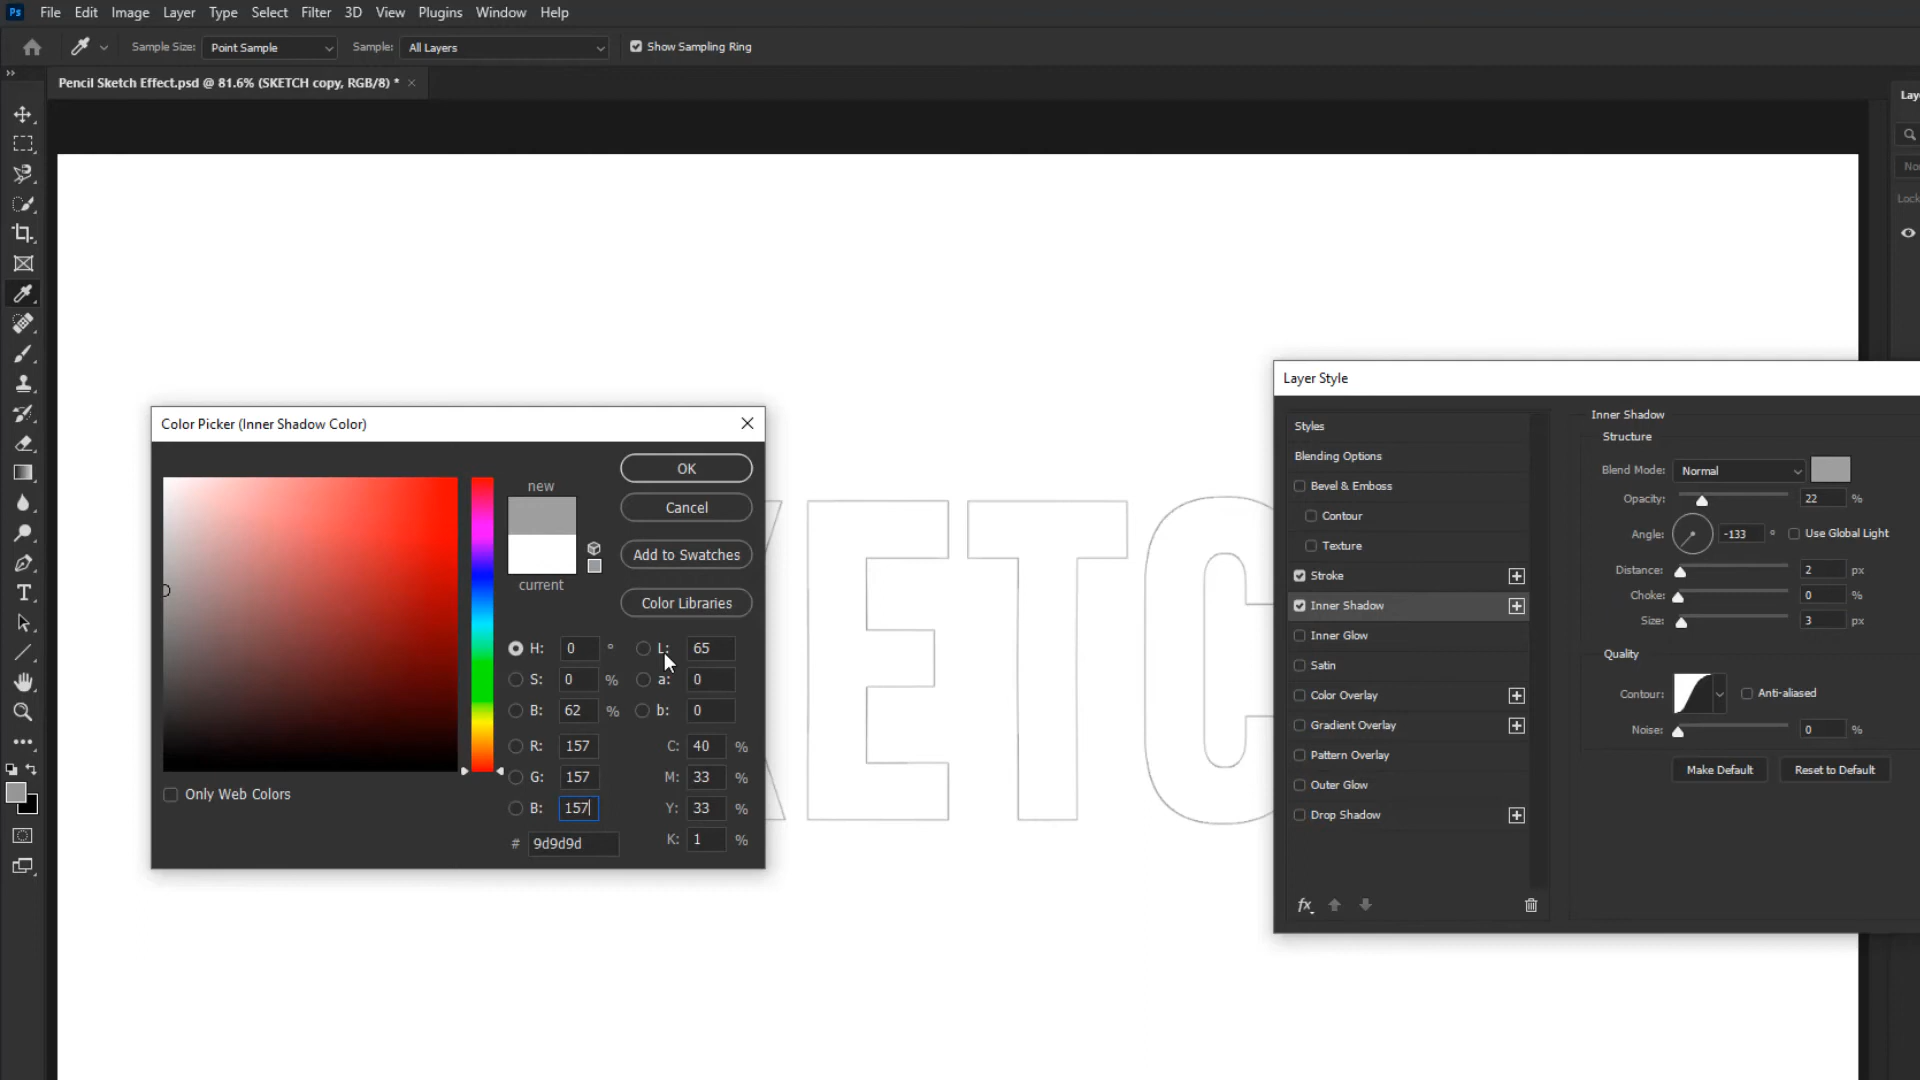 Ps File Edit Image Layer Type Select Filter 3D View Plugins Window Help
Sample Size: Point Sample Sample: All Layers Show Sampling Ring
Pencil Sketch Effect.psd @ 81.6% (SKETCH copy, RGB/8) * ×
Lay
No
Lock
Color Picker (Inner Shadow Color)
new
current
OK
Cancel
Add to Swatches
Color Libraries
H: 0 ° L: 65
S: 0 % a: 0
B: 62 % b: 0
R: 157 C: 40 %
G: 157 M: 33 %
B: 157 Y: 33 %
# 9d9d9d K: 1 %
Only Web Colors
KETC
Layer Style
Styles
Blending Options
Bevel & Emboss
Contour
Texture
Stroke
Inner Shadow
Inner Glow
Satin
Color Overlay
Gradient Overlay
Pattern Overlay
Outer Glow
Drop Shadow
fx
Inner Shadow
Structure
Blend Mode: Normal
Opacity: 22 %
Angle: -133 ° Use Global Light
Distance: 2 px
Choke: 0 %
Size: 3 px
Quality
Contour: Anti-aliased
Noise: 0 %
Make Default Reset to Default